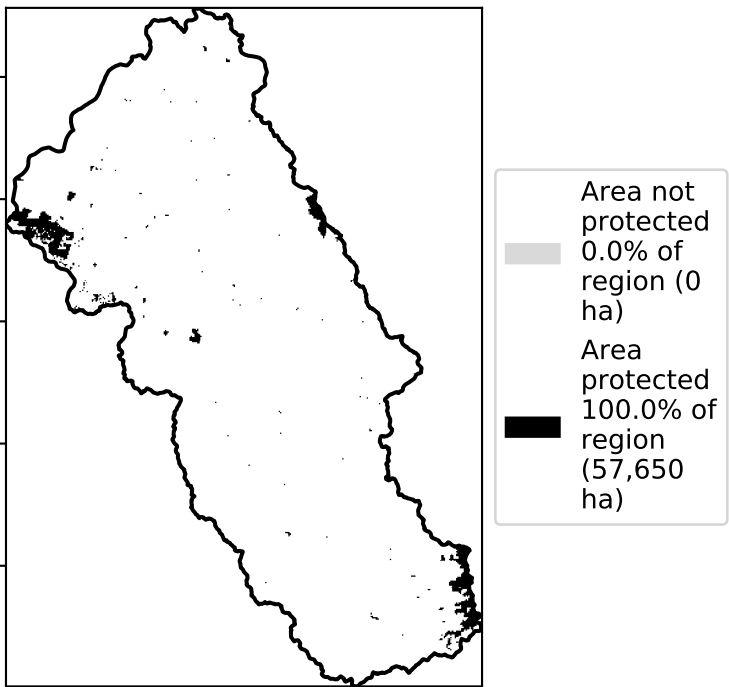 Area not
protected
0.0% of
region (0
ha)
Area
protected
100.0% of
region
(57,650
ha)